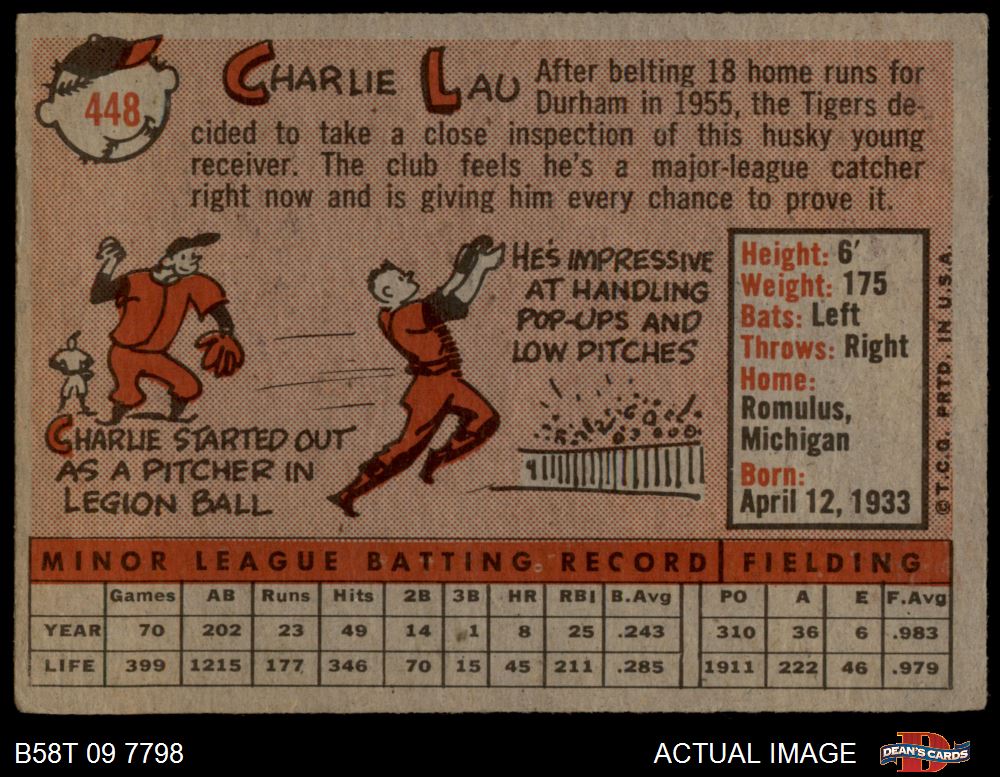 448
CHARLIE LAU
After belting 18 home runs for
Durham in 1955, the Tigers de-
cided to take a close inspection of this husky young
receiver. The club feels he's a major-league catcher
right now and is giving him every chance to prove it.
CHARLIE STARTED OUT
AS A PITCHER IN
LEGION BALL
HE'S IMPRESSIVE
AT HANDLING
POP-UPS AND
LOW PITCHES
Height: 6'
Weight: 175
Bats: Left
Throws: Right
Home:
Romulus,
Michigan
Born:
April 12, 1933
©T.C.G. PRTD. IN U.S.A.
MINOR LEAGUE BATTING RECORD FIELDING
Games AB Runs Hits 2B 3B HR RBI B.Avg PO A E F.Avg
YEAR 70 202 23 49 14 1 8 25 .243 310 36 6 .983
LIFE 399 1215 177 346 70 15 45 211 .285 1911 222 46 .979
B58T 09 7798
ACTUAL IMAGE
DEAN'S CARDS